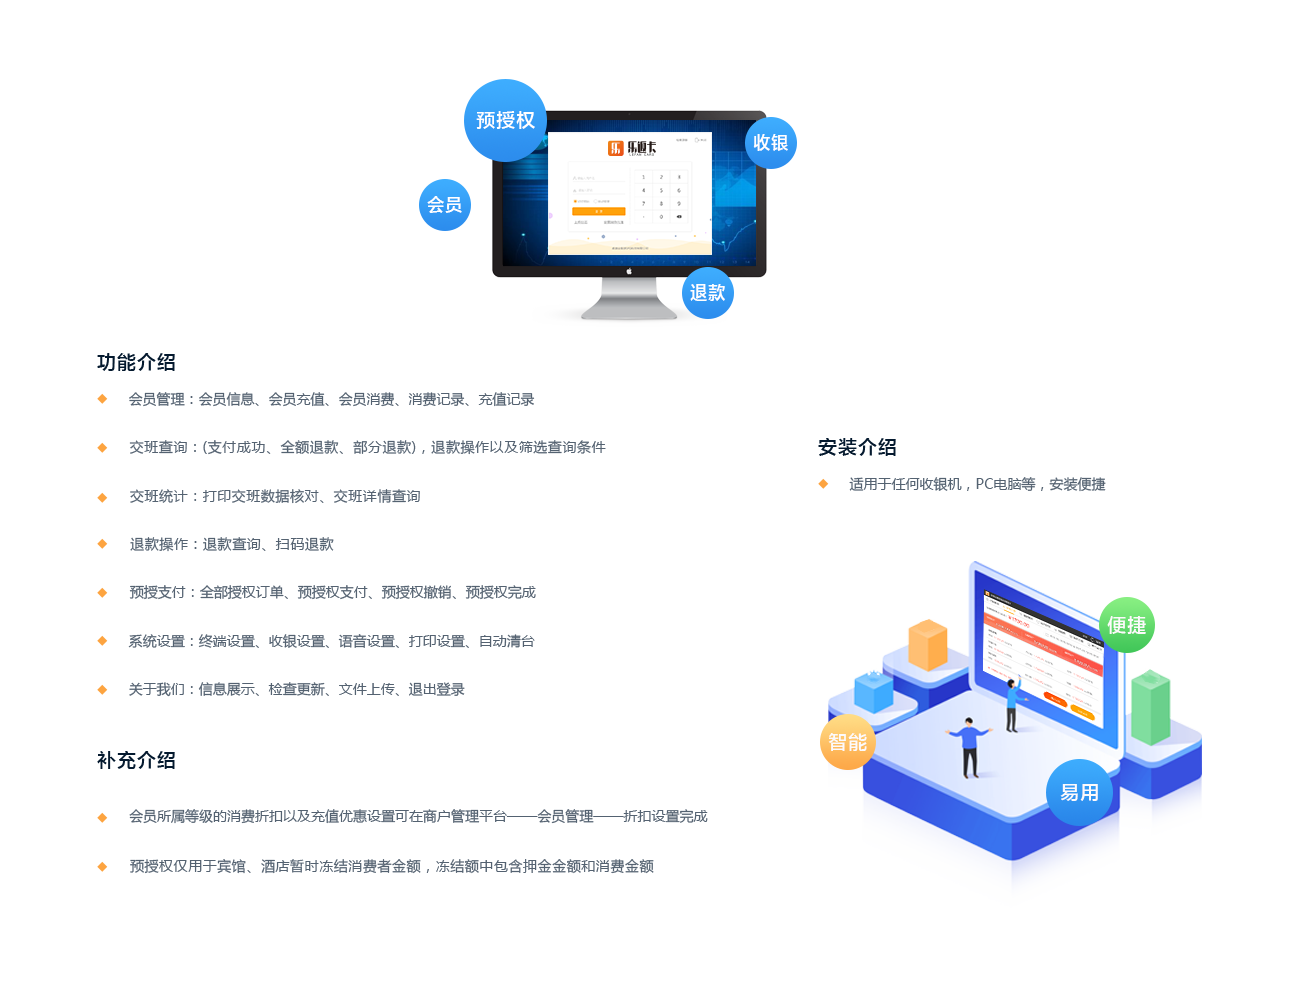 预授权
收银
会员
退款
乐迪卡
1 2 3
4 5 6
7 8 9
0
功能介绍
会员管理：会员信息、会员充值、会员消费、消费记录、充值记录
交班查询：(支付成功、全额退款、部分退款)，退款操作以及筛选查询条件
交班统计：打印交班数据核对、交班详情查询
退款操作：退款查询、扫码退款
预授支付：全部授权订单、预授权支付、预授权撤销、预授权完成
系统设置：终端设置、收银设置、语音设置、打印设置、自动清台
关于我们：信息展示、检查更新、文件上传、退出登录
补充介绍
会员所属等级的消费折扣以及充值优惠设置可在商户管理平台——会员管理——折扣设置完成
预授权仅用于宾馆、酒店暂时冻结消费者金额，冻结额中包含押金金额和消费金额
安装介绍
适用于任何收银机，PC电脑等，安装便捷
便捷
智能
易用